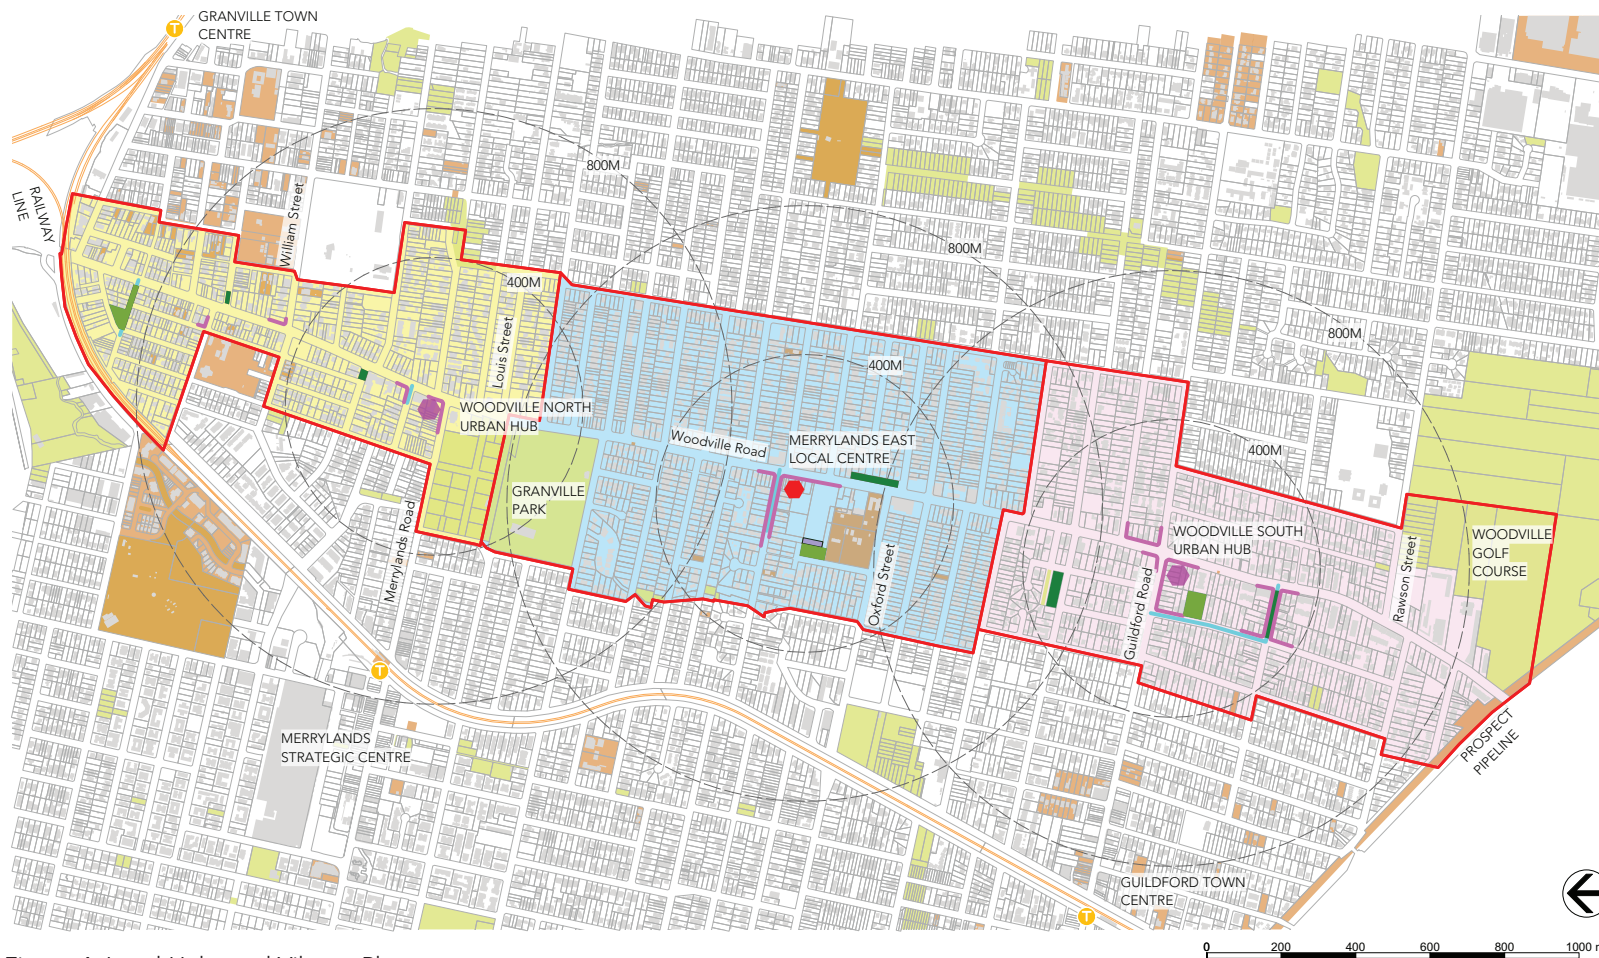 GRANVILLE TOWN
CENTRE
T
800M
RAILWAY
LINE
William Street
800M
400M
800M
Louis Street
400M
WOODVILLE NORTH
URBAN HUB
Woodville Road
MERRYLANDS EAST
LOCAL CENTRE
400M
GRANVILLE
PARK
Merrylands Road
Oxford Street
WOODVILLE SOUTH
URBAN HUB
Guildford Road
Rawson Street
WOODVILLE
GOLF
COURSE
T
MERRYLANDS
STRATEGIC CENTRE
PROSPECT
PIPELINE
GUILDFORD TOWN
CENTRE
T
0 200 400 600 800 1000